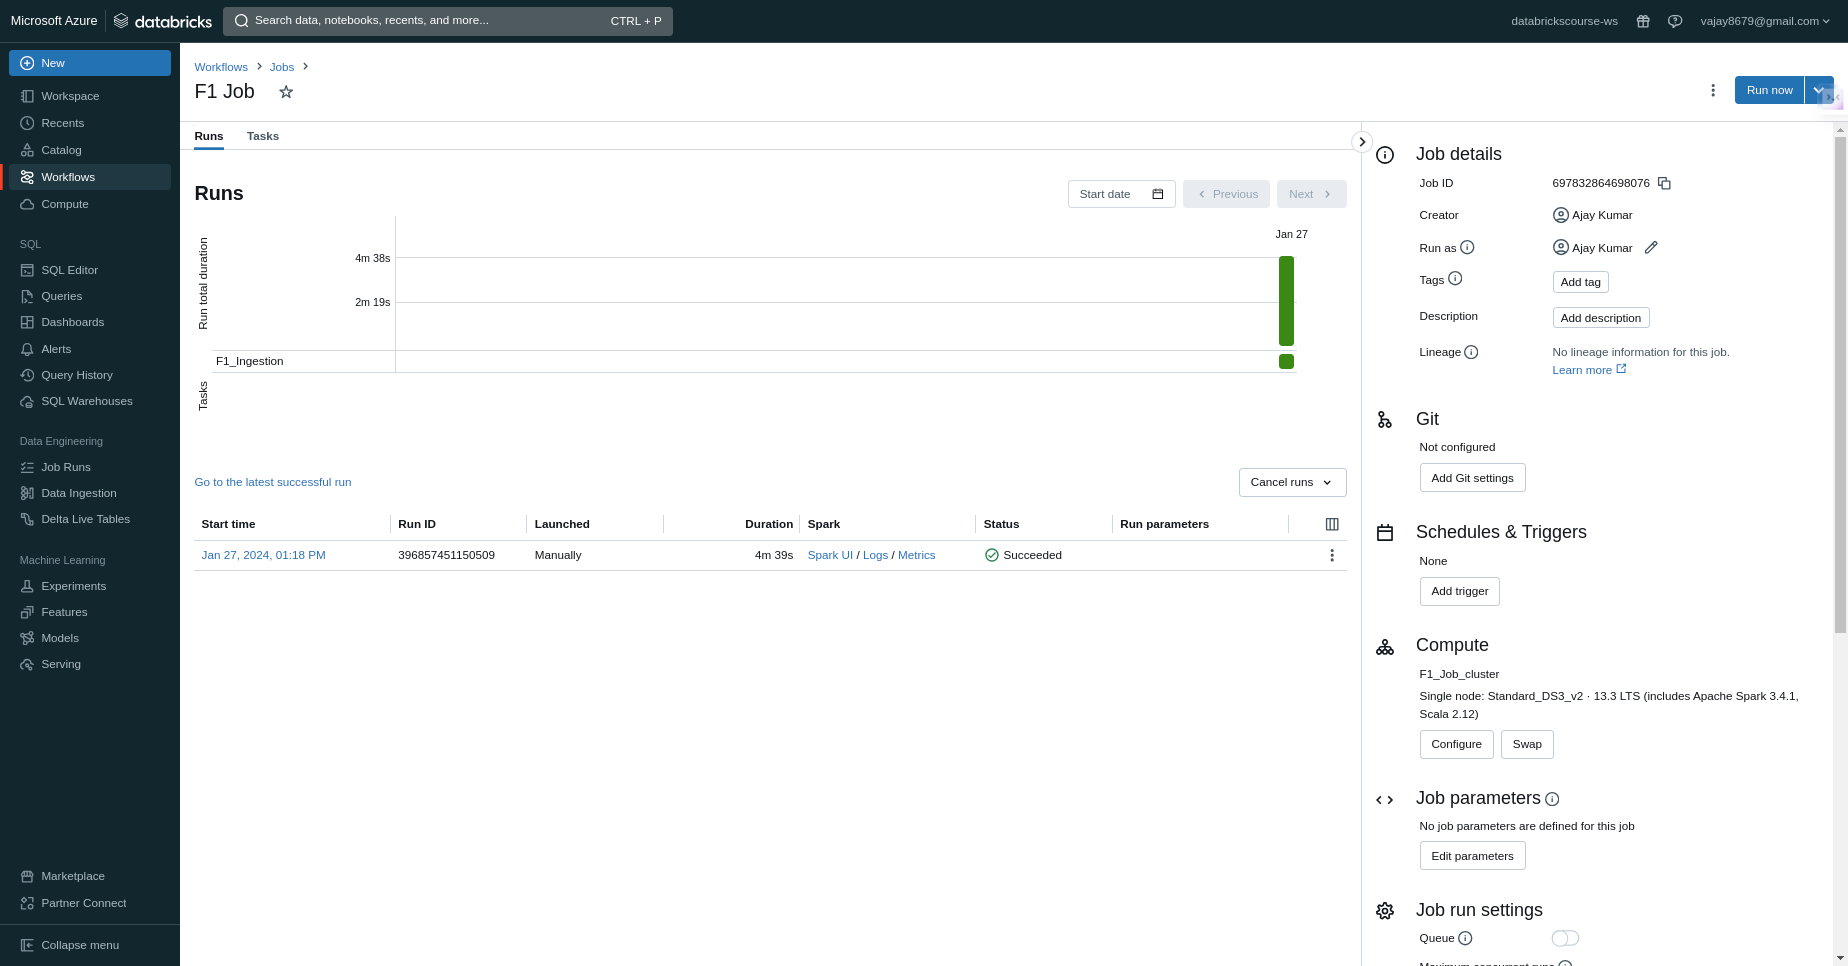 Microsoft Azure
databricks
Search data, notebooks, recents, and more...
CTRL + P
databrickscourse-ws
vajay8679@gmail.com
New
Workspace
Recents
Catalog
Workflows
Compute
SQL
SQL Editor
Queries
Dashboards
Alerts
Query History
SQL Warehouses
Data Engineering
Job Runs
Data Ingestion
Delta Live Tables
Machine Learning
Experiments
Features
Models
Serving
Marketplace
Partner Connect
Collapse menu
Workflows > Jobs >
F1 Job
Run now
Runs
Tasks
Runs
Start date
Previous
Next
Jan 27
Run total duration
4m 38s
2m 19s
F1_Ingestion
Tasks
Go to the latest successful run
Cancel runs
Start time Run ID Launched Duration Spark Status Run parameters
Jan 27, 2024, 01:18 PM 396857451150509 Manually 4m 39s Spark UI / Logs / Metrics Succeeded
Job details
Job ID 697832864698076
Creator Ajay Kumar
Run as Ajay Kumar
Tags Add tag
Description Add description
Lineage No lineage information for this job.
Learn more
Git
Not configured
Add Git settings
Schedules & Triggers
None
Add trigger
Compute
F1_Job_cluster
Single node: Standard_DS3_v2 · 13.3 LTS (includes Apache Spark 3.4.1,
Scala 2.12)
Configure Swap
Job parameters
No job parameters are defined for this job
Edit parameters
Job run settings
Queue